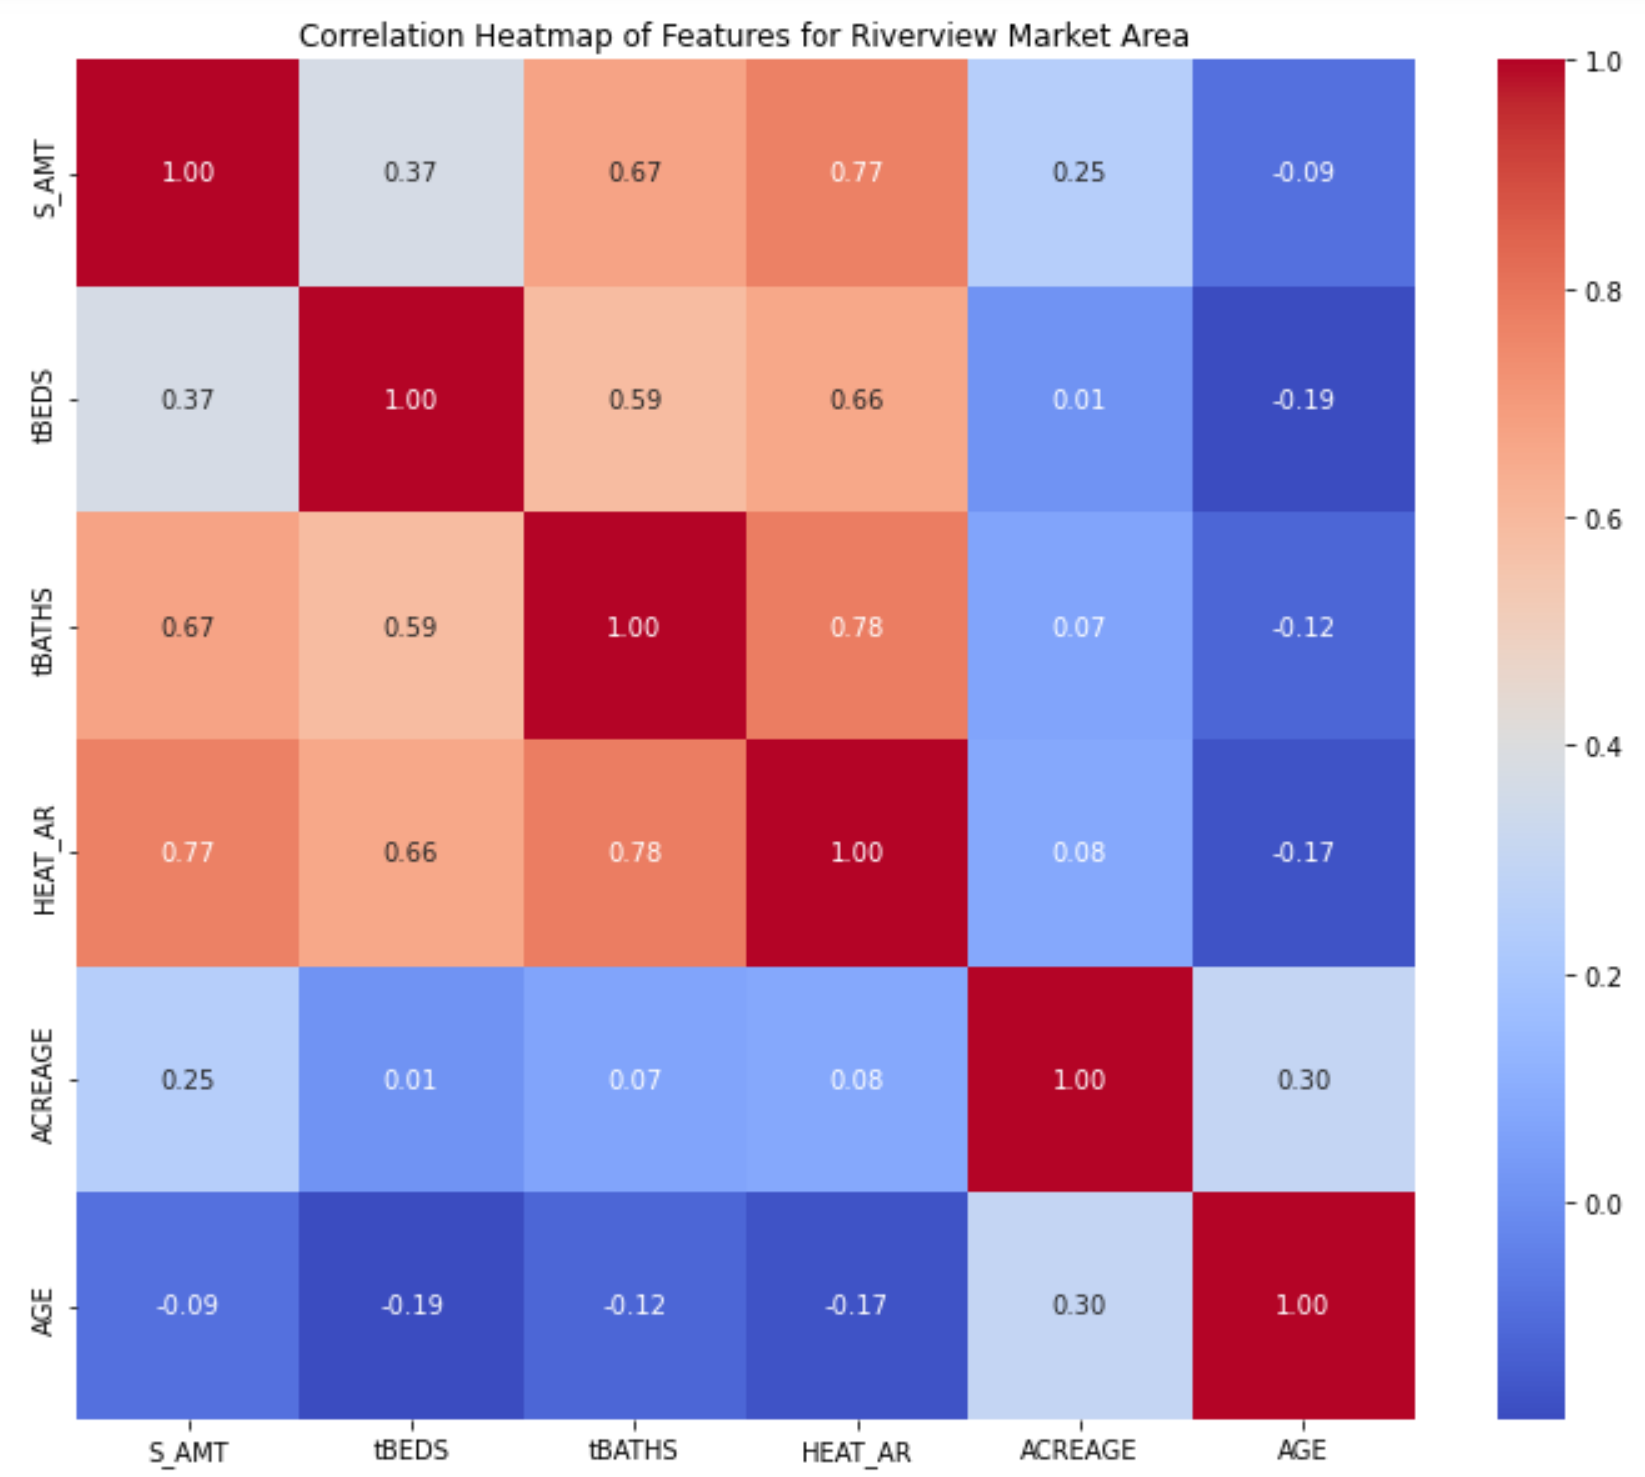 Correlation Heatmap of Features for Riverview Market Area
S_AMT 1.00 0.37 0.67 0.77 0.25 -0.09
tBEDS 0.37 1.00 0.59 0.66 0.01 -0.19
tBATHS 0.67 0.59 1.00 0.78 0.07 -0.12
HEAT_AR 0.77 0.66 0.78 1.00 0.08 -0.17
ACREAGE 0.25 0.01 0.07 0.08 1.00 0.30
AGE -0.09 -0.19 -0.12 -0.17 0.30 1.00
S_AMT tBEDS tBATHS HEAT_AR ACREAGE AGE
1.0
0.8
0.6
0.4
0.2
0.0